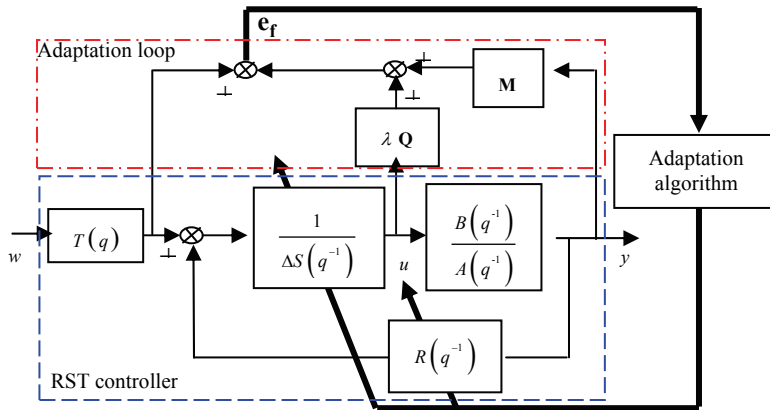 e_f
Adaptation loop
M
λ Q
Adaptation
algorithm
T(q)
1
ΔS(q⁻¹)
B(q⁻¹)
A(q⁻¹)
w
u
y
R(q⁻¹)
RST controller